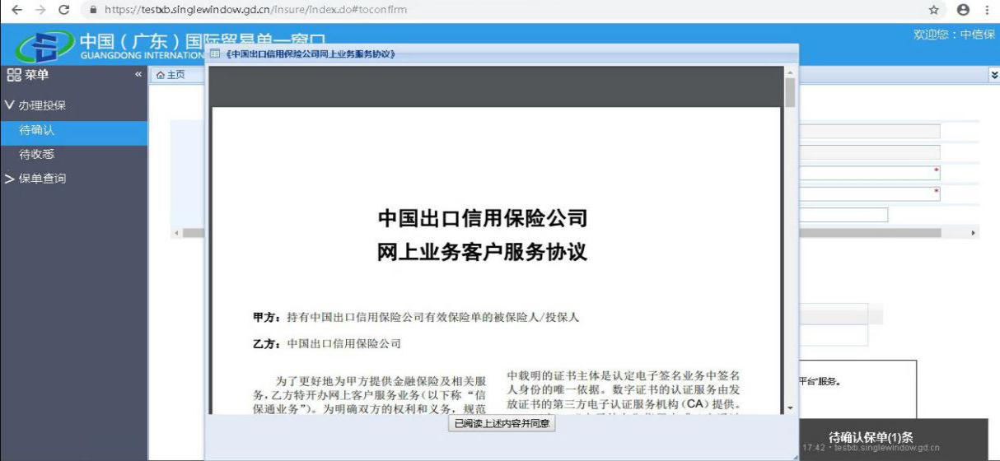 https://testxb.singlewindow.gd.cn/insure/index.do#toconfirm
中国（广东）国际贸易单一窗口
GUANGDONG INTERNATION
欢迎您：中信保
《中国出口信用保险公司网上业务服务协议》
菜单
«
主页
办理投保
待确认
待收悉
保单查询
*
*
中国出口信用保险公司
网上业务客户服务协议
甲方：持有中国出口信用保险公司有效保险单的被保险人/投保人
乙方：中国出口信用保险公司
为了更好地为甲方提供金融保险及相关服
务，乙方特开办网上客户服务业务（以下称“信
保通业务”）。为明确双方的权利和义务，规范
中载明的证书主体是认定电子签名业务中签名
人身份的唯一依据。数字证书的认证服务由发
放证书的第三方电子认证服务机构（CA）提供。
平台”服务。
已阅读上述内容并同意
待确认保单(1)条
17:42 · testxb.singlewindow.gd.cn